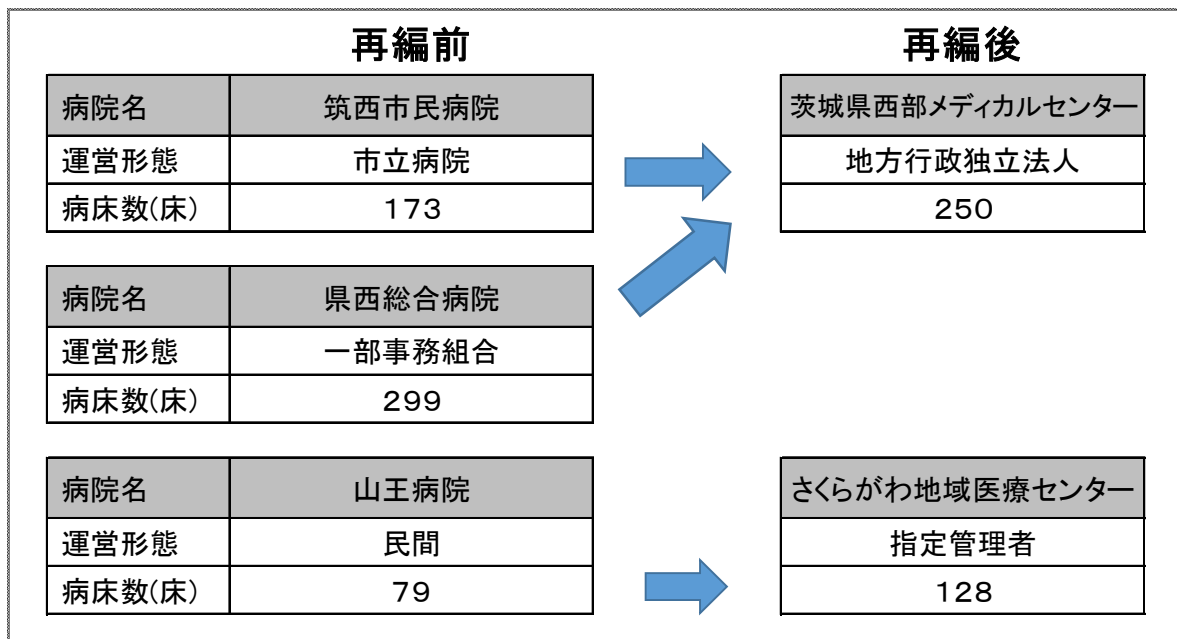 再編前
再編後
病院名 筑西市民病院
茨城県西部メディカルセンター
運営形態 市立病院
地方行政独立法人
病床数(床) 173
250
病院名 県西総合病院
運営形態 一部事務組合
病床数(床) 299
病院名 山王病院
さくらがわ地域医療センター
運営形態 民間
指定管理者
病床数(床) 79
128